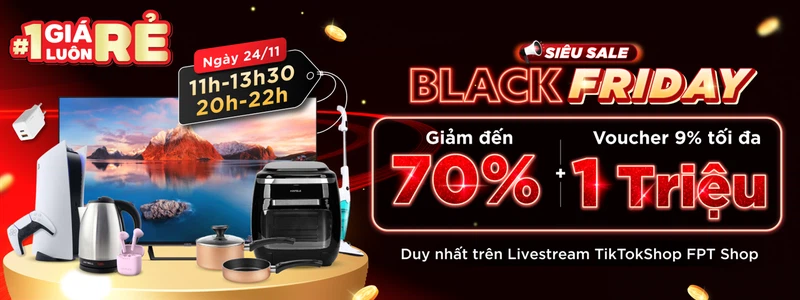 #1 GIÁ LUÔN RẺ
Ngày 24/11
11h-13h30
20h-22h
SIÊU SALE
BLACK FRIDAY
Giảm đến
70%
+
Voucher 9% tối đa
1 Triệu
Duy nhất trên Livestream TikTokShop FPT Shop
HAFELE